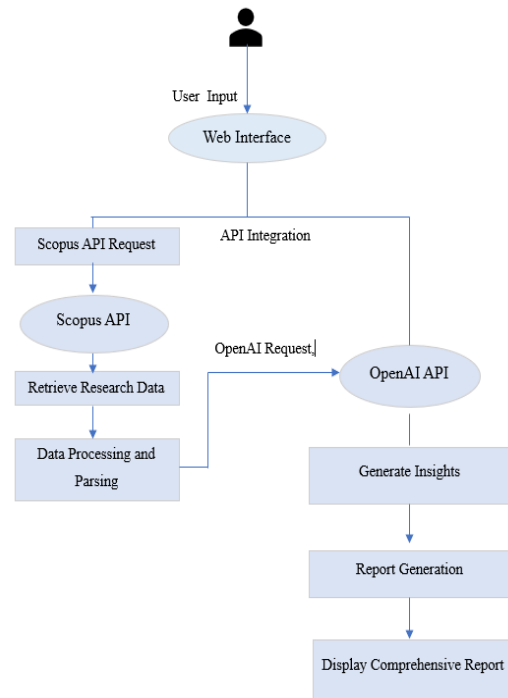 User Input
Web Interface
API Integration
Scopus API Request
Scopus API
Retrieve Research Data
Data Processing and
Parsing
OpenAI Request,
OpenAI API
Generate Insights
Report Generation
Display Comprehensive Report